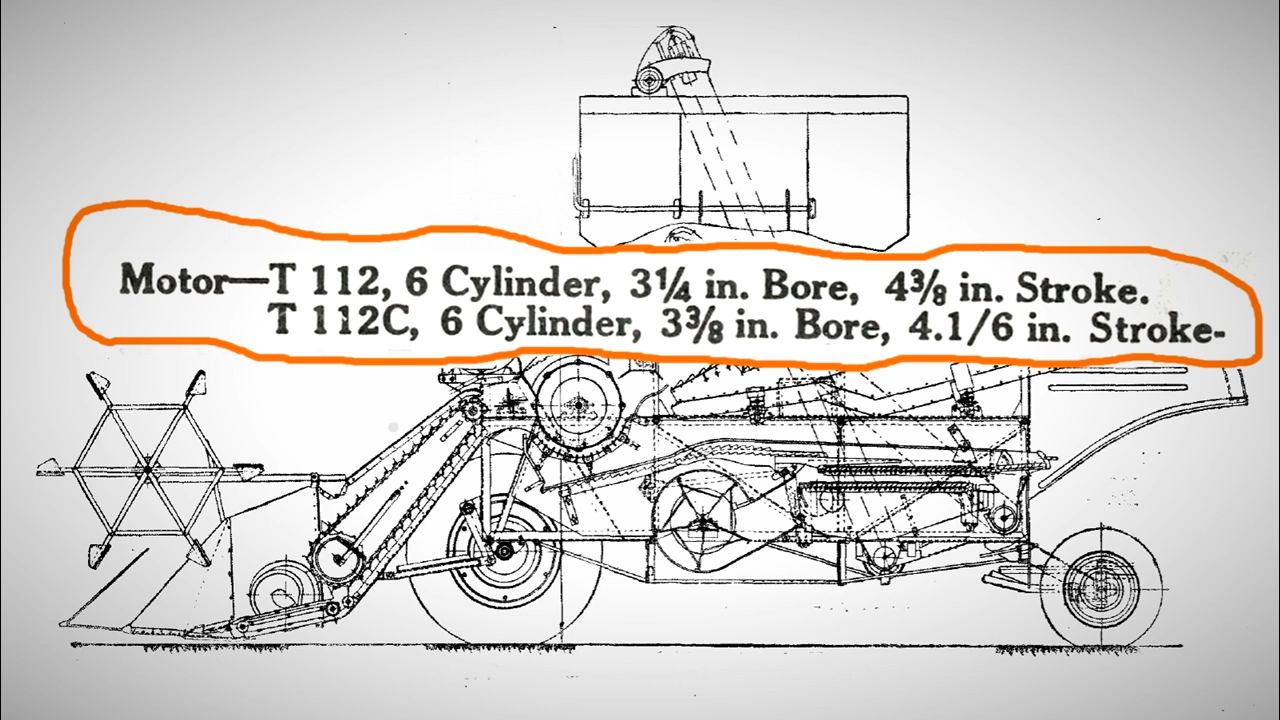 Motor—T 112, 6 Cylinder, 3¼ in. Bore, 4⅜ in. Stroke.
T 112C, 6 Cylinder, 3⅜ in. Bore, 4.1/6 in. Stroke-